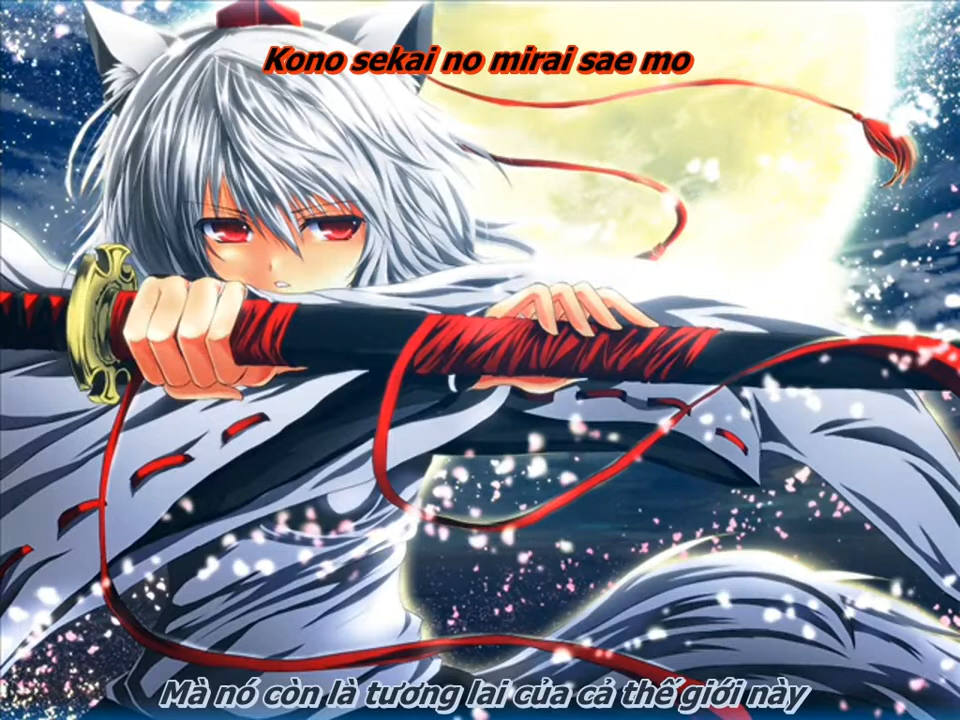 Kono sekai no mirai sae mo
Mà nó còn là tương lai của cả thế giới này